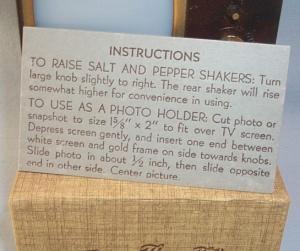 INSTRUCTIONS
TO RAISE SALT AND PEPPER SHAKERS: Turn
large knob slightly to right. The rear shaker will rise
somewhat higher for convenience in using.
TO USE AS A PHOTO HOLDER: Cut photo or
snapshot to size 1⅝" × 2" to fit over TV screen.
Depress screen gently, and insert one end between
white screen and gold frame on side towards knobs.
Slide photo in about ½ inch, then slide opposite
end in other side. Center picture.